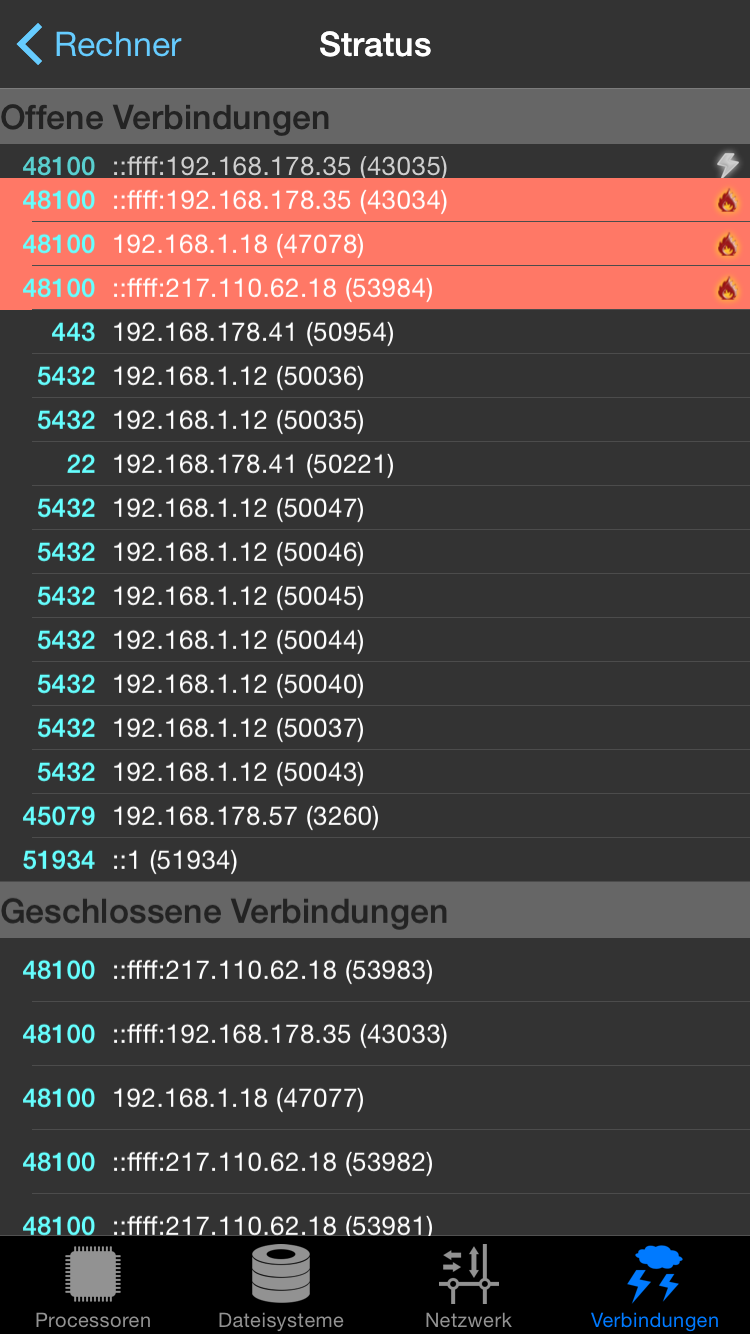 Rechner Stratus
Offene Verbindungen
48100 ::ffff:192.168.178.35 (43035)
48100 ::ffff:192.168.178.35 (43034)
48100 192.168.1.18 (47078)
48100 ::ffff:217.110.62.18 (53984)
443 192.168.178.41 (50954)
5432 192.168.1.12 (50036)
5432 192.168.1.12 (50035)
22 192.168.178.41 (50221)
5432 192.168.1.12 (50047)
5432 192.168.1.12 (50046)
5432 192.168.1.12 (50045)
5432 192.168.1.12 (50044)
5432 192.168.1.12 (50040)
5432 192.168.1.12 (50037)
5432 192.168.1.12 (50043)
45079 192.168.178.57 (3260)
51934 ::1 (51934)
Geschlossene Verbindungen
48100 ::ffff:217.110.62.18 (53983)
48100 ::ffff:192.168.178.35 (43033)
48100 192.168.1.18 (47077)
48100 ::ffff:217.110.62.18 (53982)
48100 ::ffff:217.110.62.18 (53981)
Processoren Dateisysteme Netzwerk Verbindungen